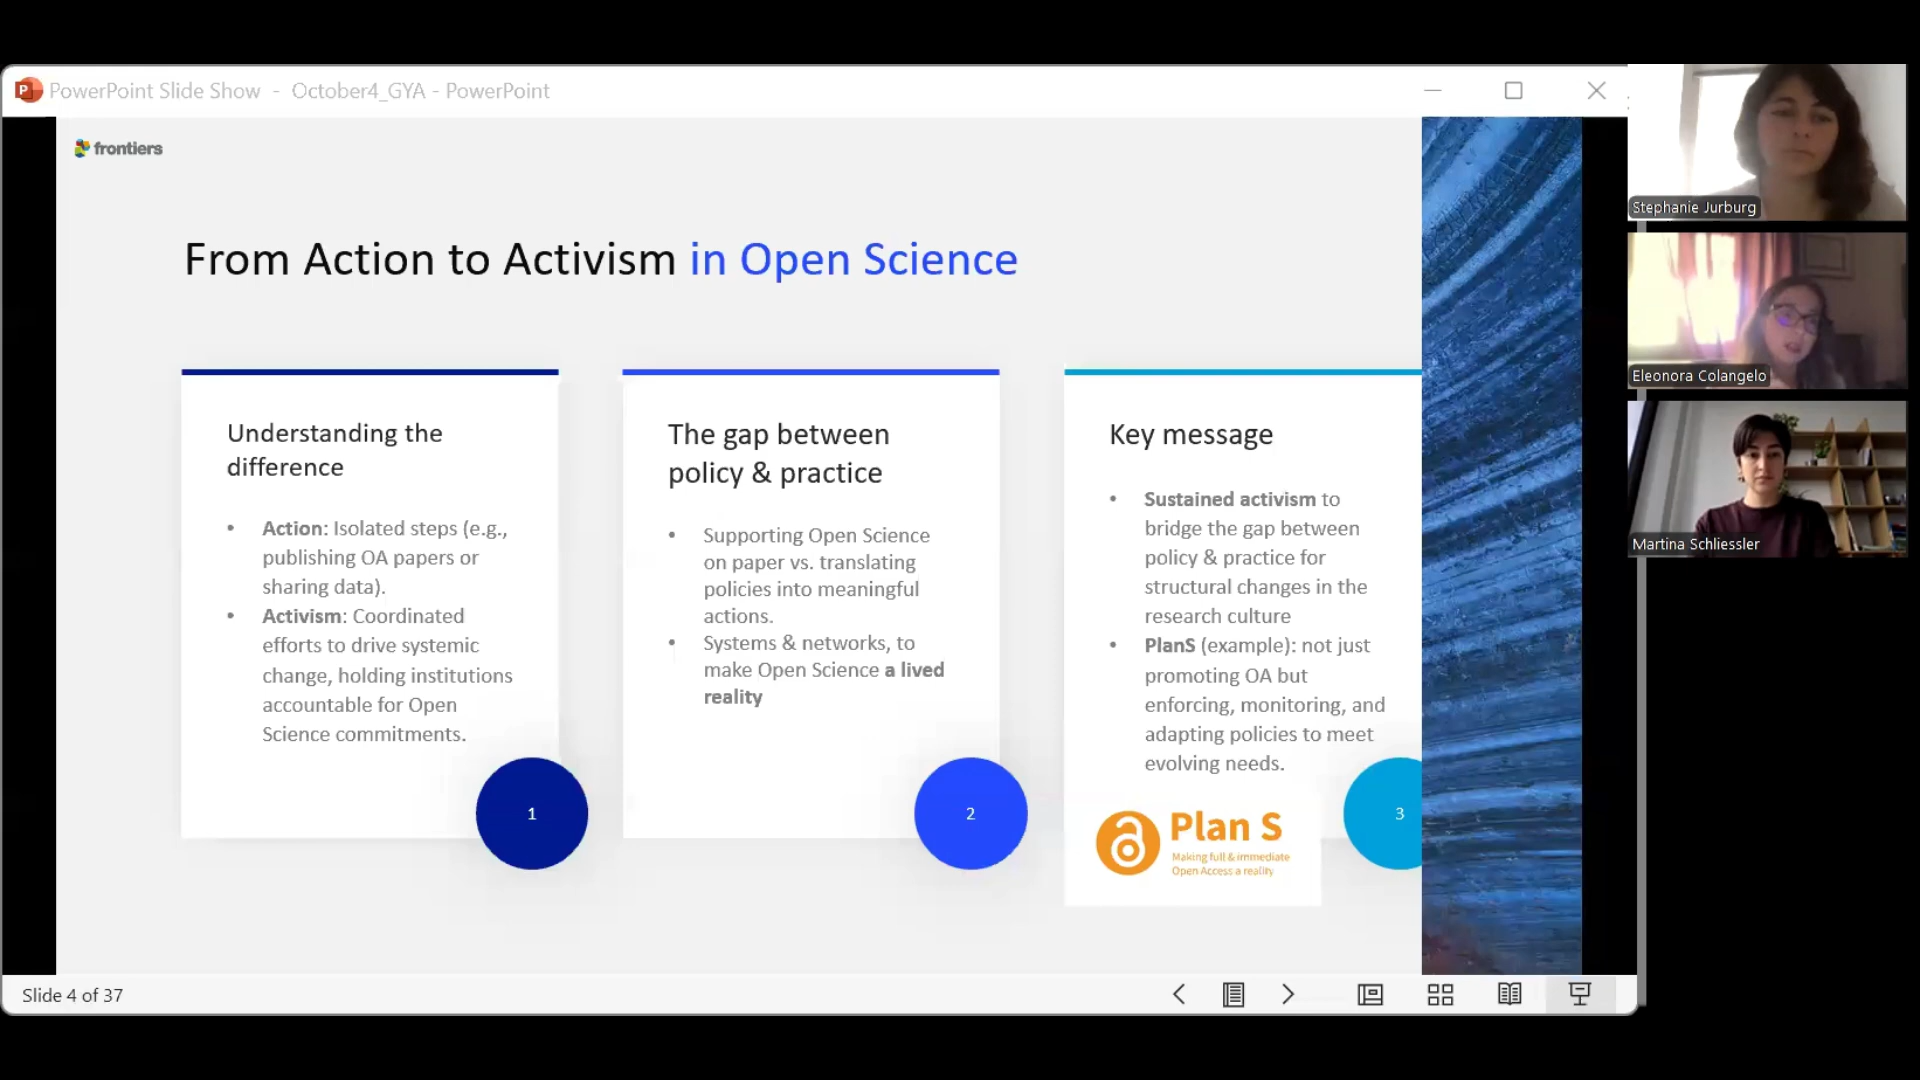 PowerPoint Slide Show - October4_GYA - PowerPoint
frontiers
From Action to Activism in Open Science
Understanding the
difference
• Action: Isolated steps (e.g.,
publishing OA papers or
sharing data).
• Activism: Coordinated
efforts to drive systemic
change, holding institutions
accountable for Open
Science commitments.
1
The gap between
policy & practice
• Supporting Open Science
on paper vs. translating
policies into meaningful
actions.
• Systems & networks, to
make Open Science a lived
reality
2
Key message
• Sustained activism to
bridge the gap between
policy & practice for
structural changes in the
research culture
• PlanS (example): not just
promoting OA but
enforcing, monitoring, and
adapting policies to meet
evolving needs.
3
Plan S
Making full & immediate
Open Access a reality
Stephanie Jurburg
Eleonora Colangelo
Martina Schliessler
Slide 4 of 37